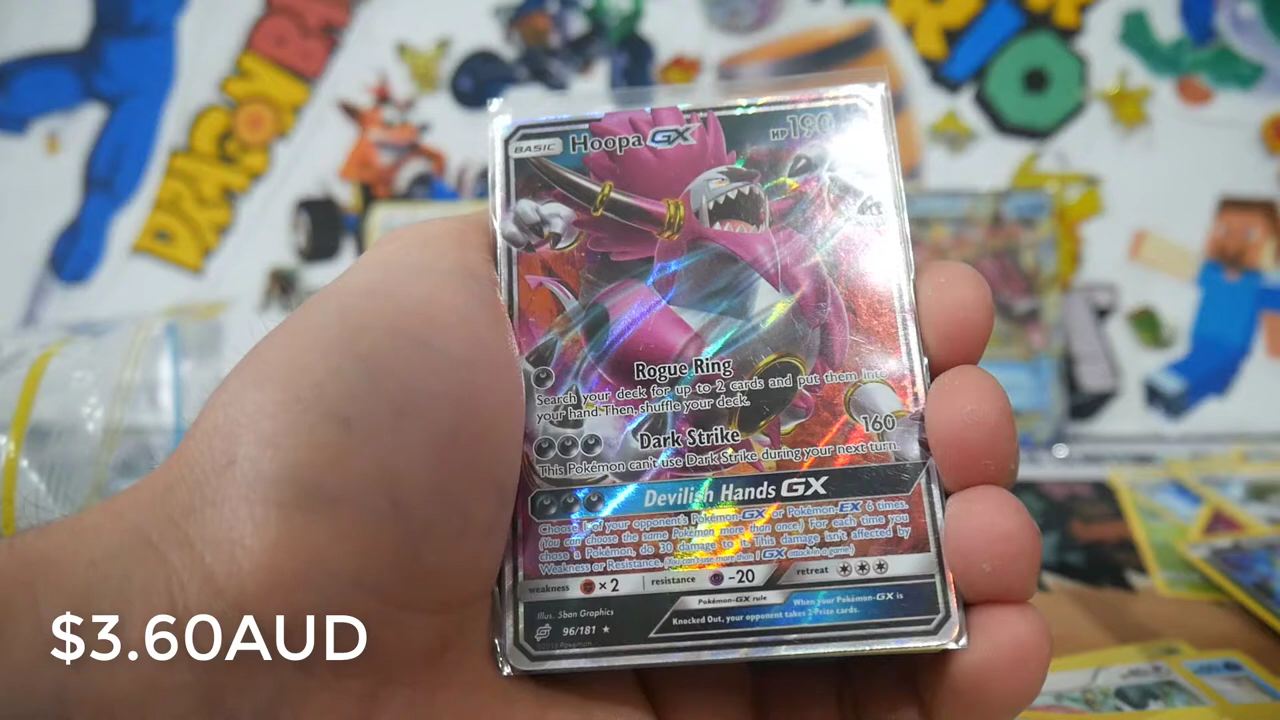 DRAGON B
RIO
BASIC Hoopa GX HP 190
Rogue Ring
Search your deck for up to 2 cards and put them into
your hand. Then, shuffle your deck.
Dark Strike 160
This Pokémon can't use Dark Strike during your next turn.
Devilish Hands GX
Choose 1 of your opponent's Pokémon-GX or Pokémon-EX 6 times.
(You can choose the same Pokémon more than once.) For each time you
chose a Pokémon, do 30 damage to it. This damage isn't affected by
Weakness or Resistance. (You can't use more than 1 GX attack in a game.)
weakness ×2 resistance -20 retreat
Pokémon-GX rule When your Pokémon-GX is
Knocked Out, your opponent takes 2 Prize cards.
Illus. 5ban Graphics
96/181 ★
$3.60AUD